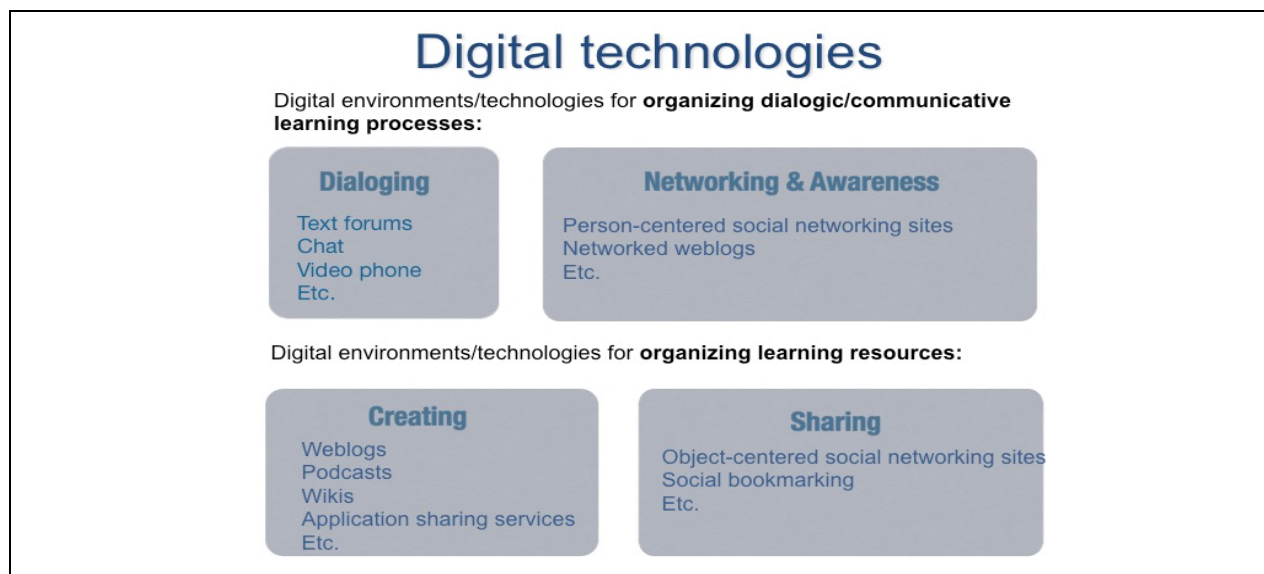 Digital technologies
Digital environments/technologies for organizing dialogic/communicative
learning processes:
Dialoging
Text forums
Chat
Video phone
Etc.
Networking & Awareness
Person-centered social networking sites
Networked weblogs
Etc.
Digital environments/technologies for organizing learning resources:
Creating
Weblogs
Podcasts
Wikis
Application sharing services
Etc.
Sharing
Object-centered social networking sites
Social bookmarking
Etc.